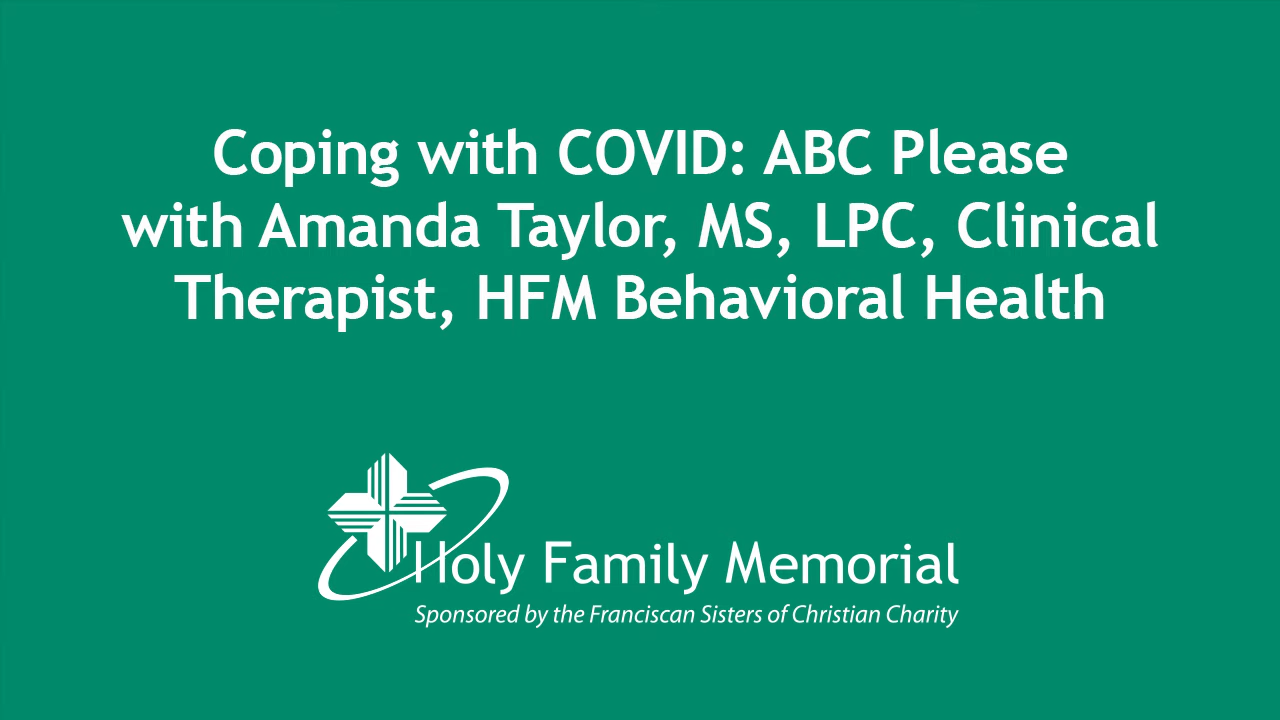 Coping with COVID: ABC Please
with Amanda Taylor, MS, LPC, Clinical
Therapist, HFM Behavioral Health
Holy Family Memorial
Sponsored by the Franciscan Sisters of Christian Charity